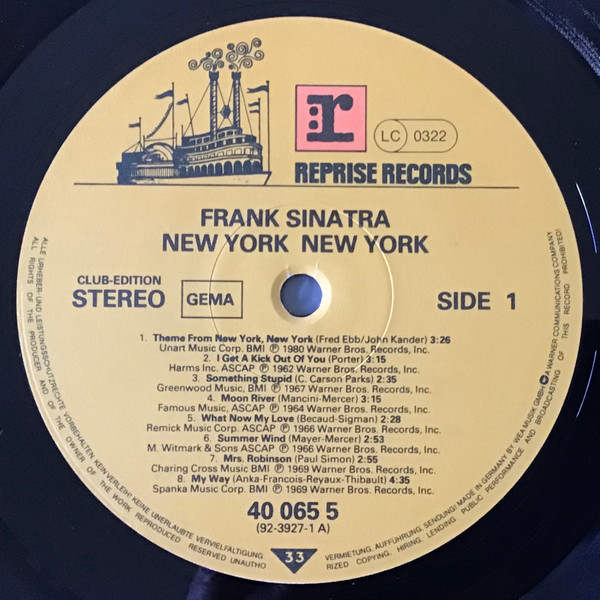 r
LC 0322
REPRISE RECORDS
FRANK SINATRA
NEW YORK NEW YORK
CLUB-EDITION
STEREO
GEMA
SIDE 1
1. Theme From New York, New York (Fred Ebb/John Kander) 3:26
Unart Music Corp. BMI Ⓟ 1980 Warner Bros. Records, Inc.
2. I Get A Kick Out Of You (Porter) 3:15
Harms Inc. ASCAP Ⓟ 1962 Warner Bros. Records, Inc.
3. Something Stupid (C. Carson Parks) 2:35
Greenwood Music, BMI Ⓟ 1967 Warner Bros. Records, Inc.
4. Moon River (Mancini-Mercer) 3:15
Famous Music, ASCAP Ⓟ 1964 Warner Bros. Records, Inc.
5. What Now My Love (Becaud-Sigman) 2:28
Remick Music Corp. ASCAP Ⓟ 1966 Warner Bros. Records, Inc.
6. Summer Wind (Mayer-Mercer) 2:53
M. Witmark & Sons ASCAP Ⓟ 1966 Warner Bros. Records, Inc.
7. Mrs. Robinson (Paul Simon) 2:55
Charing Cross Music BMI Ⓟ 1969 Warner Bros. Records, Inc.
8. My Way (Anka-Francois-Reyaux-Thibault) 4:35
Spanka Music Corp. BMI Ⓟ 1969 Warner Bros. Records, Inc.
40 065 5
(92-3927-1 A)
33
ALLE URHEBER- UND LEISTUNGSSCHUTZRECHTE VORBEHALTEN. KEIN VERLEIH! KEINE UNERLAUBTE VERVIELFÄLTIGUNG, VERMIETUNG, AUFFÜHRUNG, SENDUNG! MADE IN GERMANY BY WEA MUSIK GMBH A WARNER COMMUNICATIONS COMPANY
ALL RIGHTS OF THE PRODUCER AND OF THE OWNER OF THE WORK REPRODUCED RESERVED UNAUTHORIZED COPYING, HIRING, LENDING, PUBLIC PERFORMANCE AND BROADCASTING OF THIS RECORD PROHIBITED!